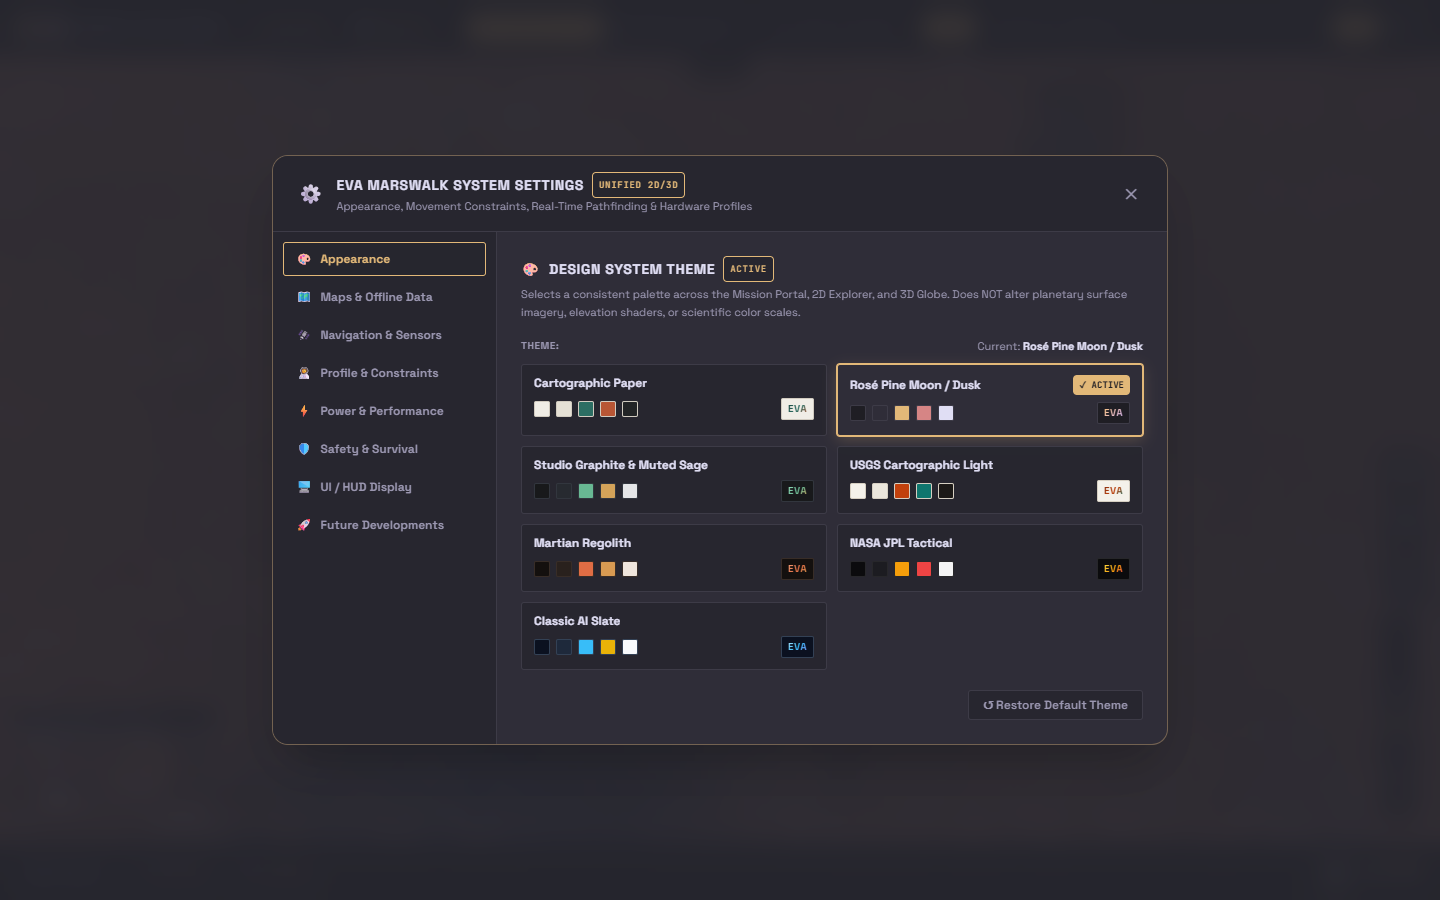 EVA MARSWALK SYSTEM SETTINGS UNIFIED 2D/3D
Appearance, Movement Constraints, Real-Time Pathfinding & Hardware Profiles
Appearance
Maps & Offline Data
Navigation & Sensors
Profile & Constraints
Power & Performance
Safety & Survival
UI / HUD Display
Future Developments
DESIGN SYSTEM THEME ACTIVE
Selects a consistent palette across the Mission Portal, 2D Explorer, and 3D Globe. Does NOT alter planetary surface
imagery, elevation shaders, or scientific color scales.
THEME: Current: Rosé Pine Moon / Dusk
Cartographic Paper
EVA
Rosé Pine Moon / Dusk ✓ ACTIVE
EVA
Studio Graphite & Muted Sage
EVA
USGS Cartographic Light
EVA
Martian Regolith
EVA
NASA JPL Tactical
EVA
Classic AI Slate
EVA
↺ Restore Default Theme